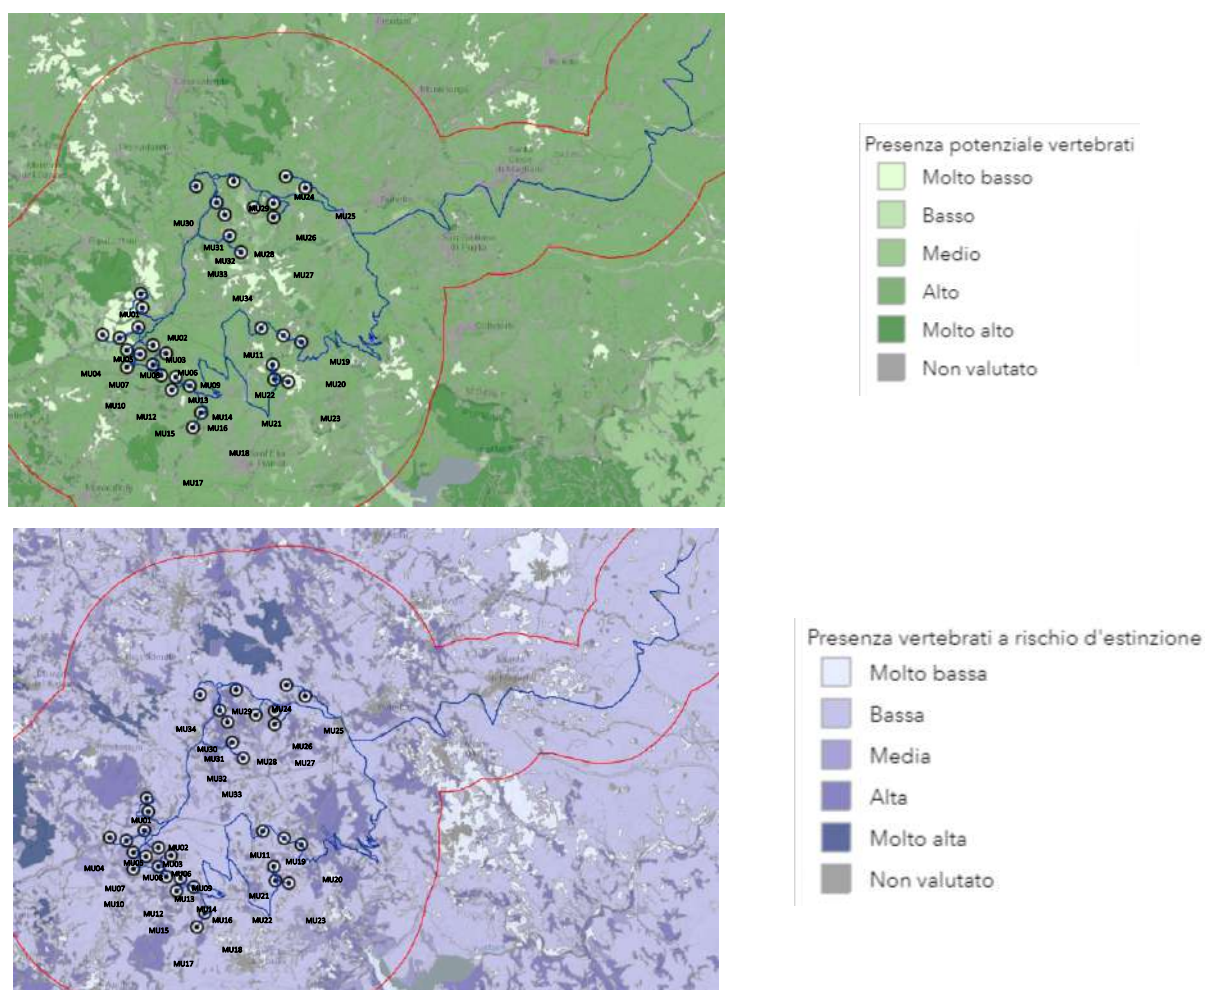 MU24
MU29
MU25
MU30
MU26
MU31
MU28
MU32
MU33
MU27
MU34
MU01
MU02
MU05
MU03
MU11
MU19
MU04
MU08
MU06
MU07
MU09
MU20
MU22
MU13
MU10
MU12
MU14
MU23
MU21
MU15
MU16
MU18
MU17
Presenza potenziale vertebrati
Molto basso
Basso
Medio
Alto
Molto alto
Non valutato
MU29
MU24
MU34
MU25
MU30
MU26
MU31
MU28
MU27
MU32
MU33
MU01
MU02
MU11
MU05
MU03
MU19
MU04
MU08
MU06
MU20
MU07
MU09
MU21
MU13
MU10
MU14
MU12
MU16
MU22
MU23
MU15
MU18
MU17
Presenza vertebrati a rischio d'estinzione
Molto bassa
Bassa
Media
Alta
Molto alta
Non valutato